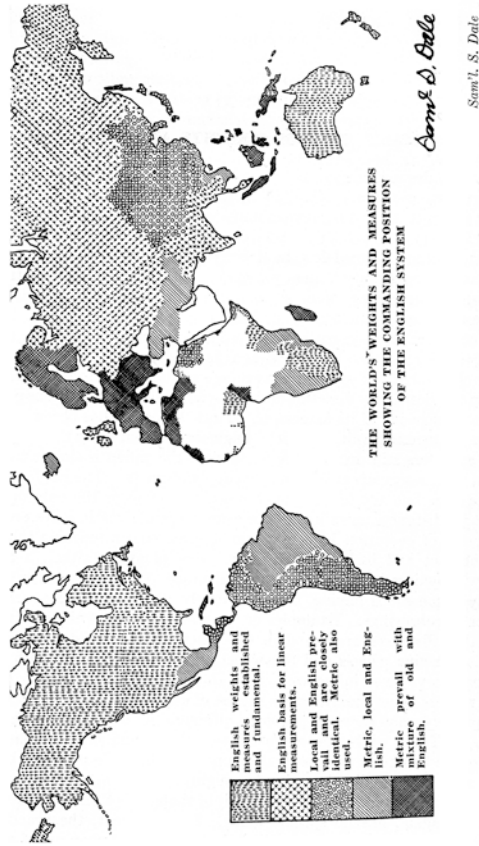 English weights and
measures established
and fundamental.
English basis for linear
measurements.
Local and English pre-
vail and are closely
identical. Metric also
used.
Metric, local and Eng-
lish.
Metric prevail with
mixture of old and
English.
THE WORLD'S WEIGHTS AND MEASURES
SHOWING THE COMMANDING POSITION
OF THE ENGLISH SYSTEM
Saml. S. Dale
Sam'l. S. Dale